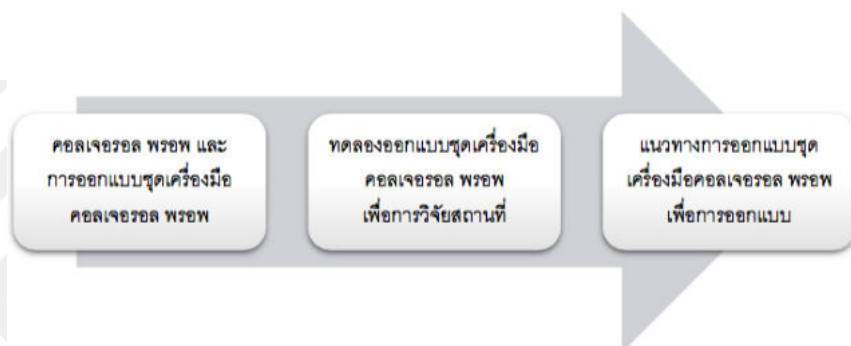 คอลเจอรอล พรอพ และ
การออกแบบชุดเครื่องมือ
คอลเจอรอล พรอพ
ทดลองออกแบบชุดเครื่องมือ
คอลเจอรอล พรอพ
เพื่อการวิจัยสถานที่
แนวทางการออกแบบชุด
เครื่องมือคอลเจอรอล พรอพ
เพื่อการออกแบบ